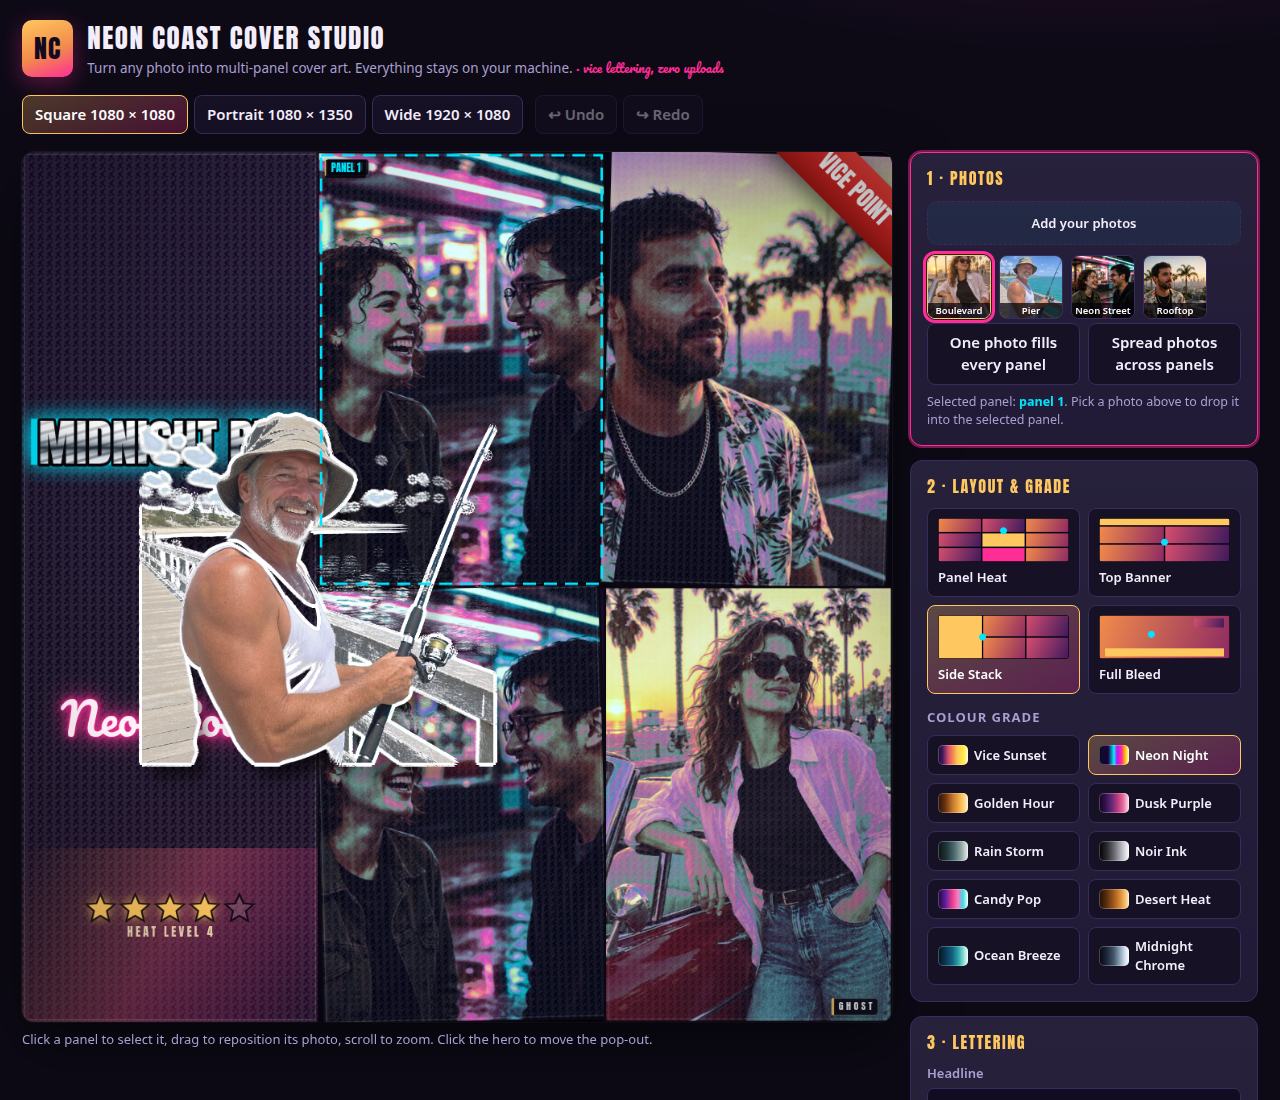 NC
NEON COAST COVER STUDIO
Turn any photo into multi-panel cover art. Everything stays on your machine. · vice lettering, zero uploads
Square 1080 × 1080
Portrait 1080 × 1350
Wide 1920 × 1080
↩ Undo
↪ Redo
PANEL 1
VICE POINT
MIDNIGHT
Neo
HEAT LEVEL 4
GHOST
Click a panel to select it, drag to reposition its photo, scroll to zoom. Click the hero to move the pop-out.
1 · PHOTOS
Add your photos
Boulevard
Pier
Neon Street
Rooftop
One photo fills
every panel
Spread photos
across panels
Selected panel: panel 1. Pick a photo above to drop it
into the selected panel.
2 · LAYOUT & GRADE
Panel Heat
Top Banner
Side Stack
Full Bleed
COLOUR GRADE
Vice Sunset
Neon Night
Golden Hour
Dusk Purple
Rain Storm
Noir Ink
Candy Pop
Desert Heat
Ocean Breeze
Midnight
Chrome
3 · LETTERING
Headline